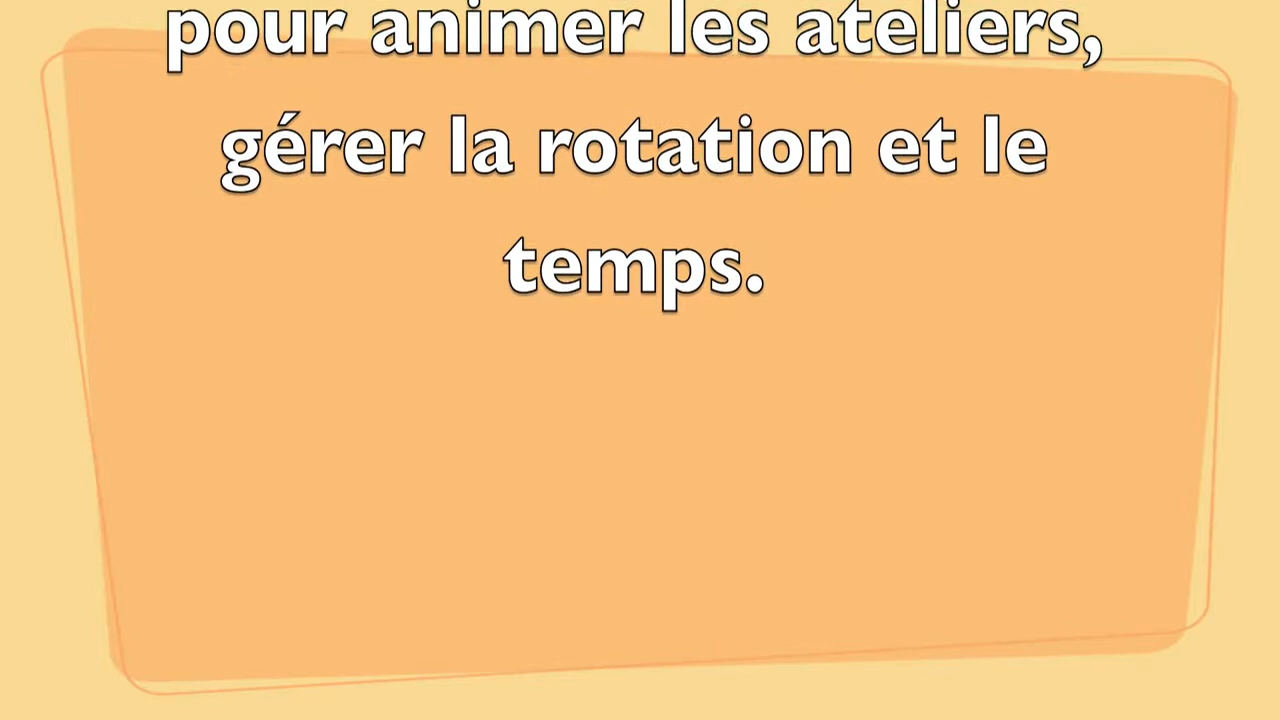 pour animer les ateliers,
gérer la rotation et le
temps.